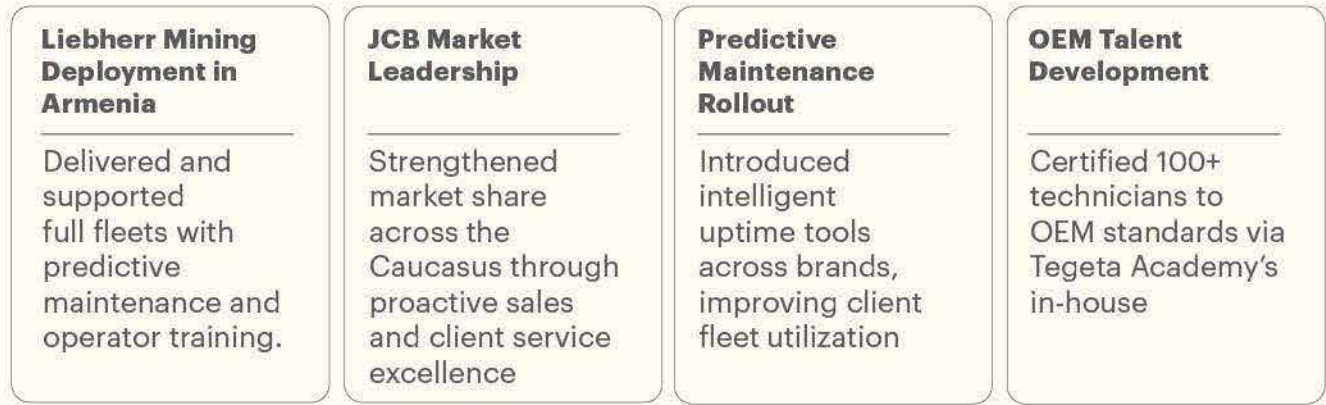 Liebherr Mining
Deployment in
Armenia
Delivered and
supported
full fleets with
predictive
maintenance and
operator training.
JCB Market
Leadership
Strengthened
market share
across the
Caucasus through
proactive sales
and client service
excellence
Predictive
Maintenance
Rollout
Introduced
intelligent
uptime tools
across brands,
improving client
fleet utilization
OEM Talent
Development
Certified 100+
technicians to
OEM standards via
Tegeta Academy’s
in-house